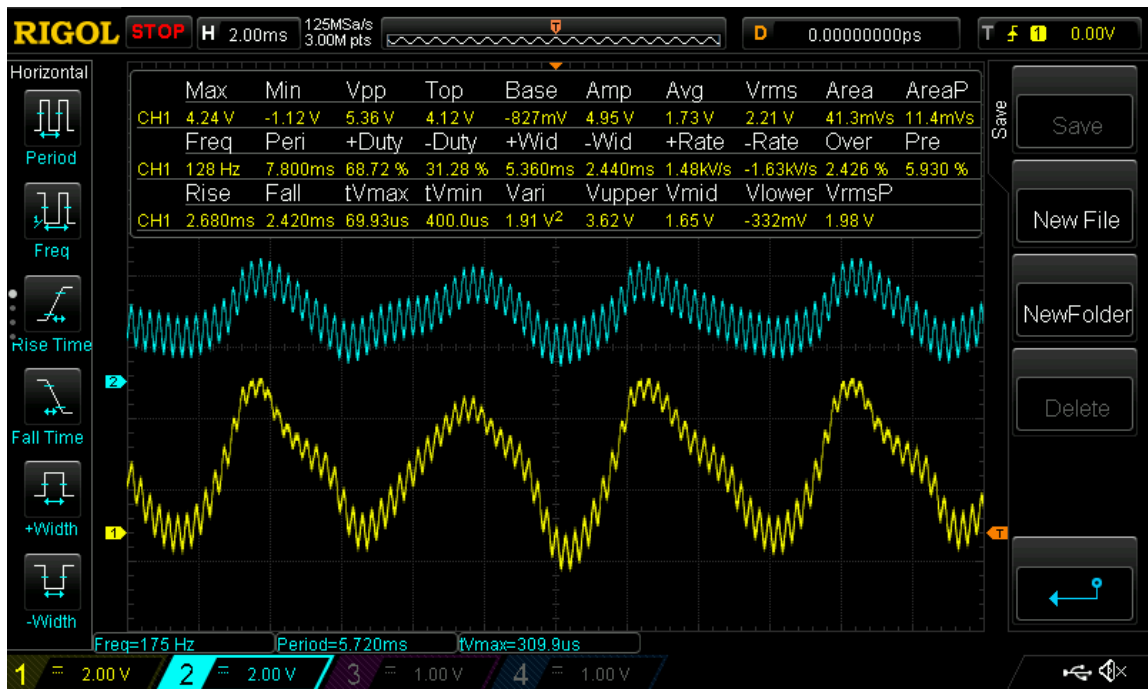 RIGOL STOP H 2.00ms 125MSa/s 3.00M pts T D 0.00000000ps T 1 0.00V
Horizontal
Period
Freq
Rise Time
Fall Time
+Width
-Width
Max Min Vpp Top Base Amp Avg Vrms Area AreaP
CH1 4.24 V -1.12 V 5.36 V 4.12 V -827mV 4.95 V 1.73 V 2.21 V 41.3mVs 11.4mVs
Freq Peri +Duty -Duty +Wid -Wid +Rate -Rate Over Pre
CH1 128 Hz 7.800ms 68.72 % 31.28 % 5.360ms 2.440ms 1.48kV/s -1.63kV/s 2.426 % 5.930 %
Rise Fall tVmax tVmin Vari Vupper Vmid Vlower VrmsP
CH1 2.680ms 2.420ms 69.93us 400.0us 1.91 V² 3.62 V 1.65 V -332mV 1.98 V
2
1
T
Save
Save
New File
NewFolder
Delete
Freq=175 Hz Period=5.720ms tVmax=309.9us
1 2.00 V 2 2.00 V 3 1.00 V 4 1.00 V